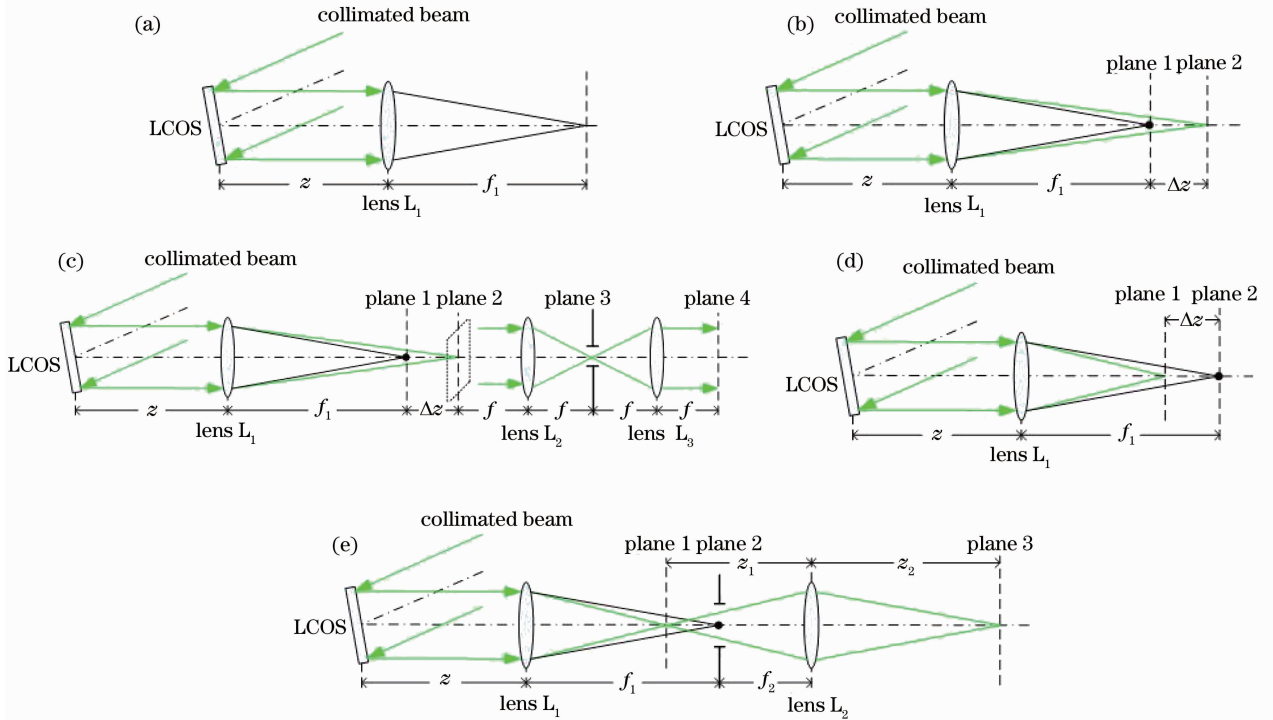 (a)
collimated beam
LCOS
z
f₁
lens L₁
(b)
collimated beam
plane 1 plane 2
LCOS
z
f₁
Δz
lens L₁
(c)
collimated beam
plane 1 plane 2
plane 3
plane 4
LCOS
z
f₁
Δz
f
f
f
f
lens L₁
lens L₂
lens L₃
(d)
collimated beam
plane 1 plane 2
Δz
LCOS
z
f₁
lens L₁
(e)
collimated beam
plane 1 plane 2
plane 3
z₁
z₂
LCOS
z
f₁
f₂
lens L₁
lens L₂